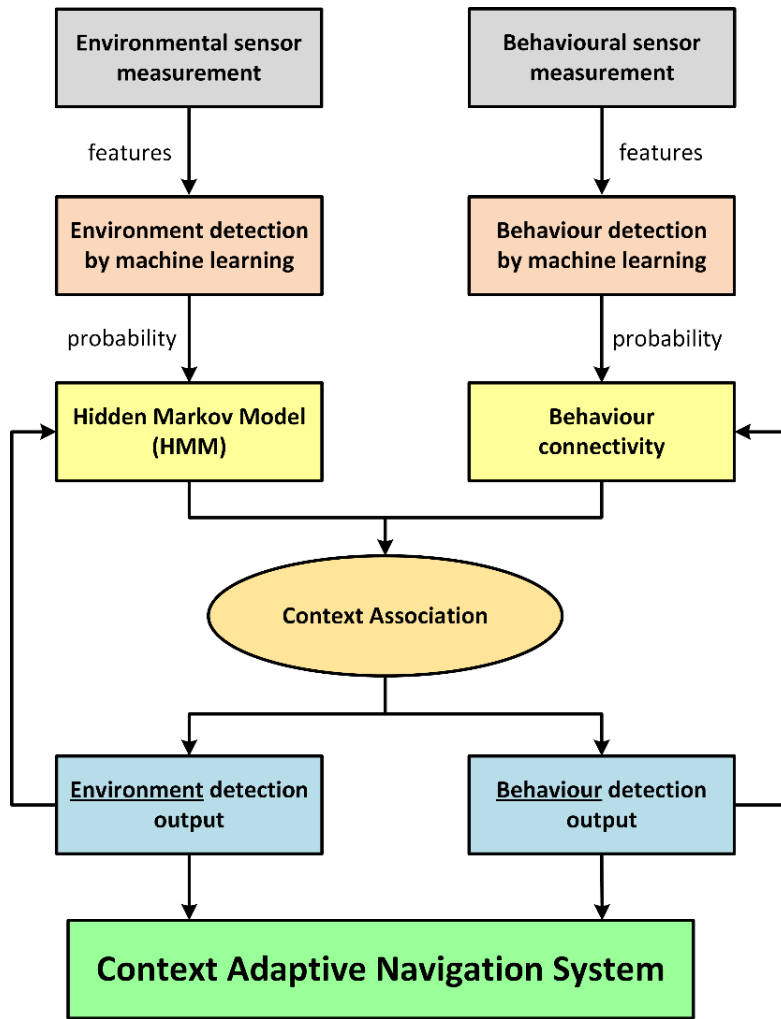 Environmental sensor
measurement
Behavioural sensor
measurement
features
features
Environment detection
by machine learning
Behaviour detection
by machine learning
probability
probability
Hidden Markov Model
(HMM)
Behaviour
connectivity
Context Association
Environment detection
output
Behaviour detection
output
Context Adaptive Navigation System